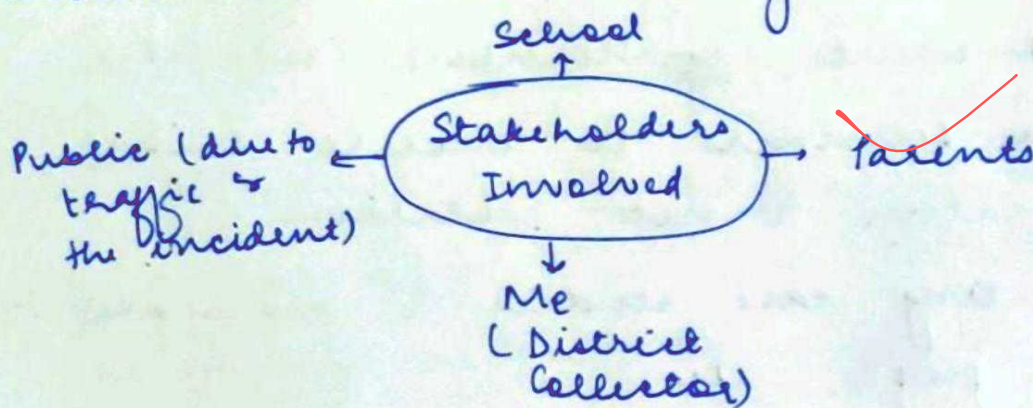 School
Stakeholders
Involved
Public (due to
traffic &
the incident)
Parents
Me
(District
Collector)